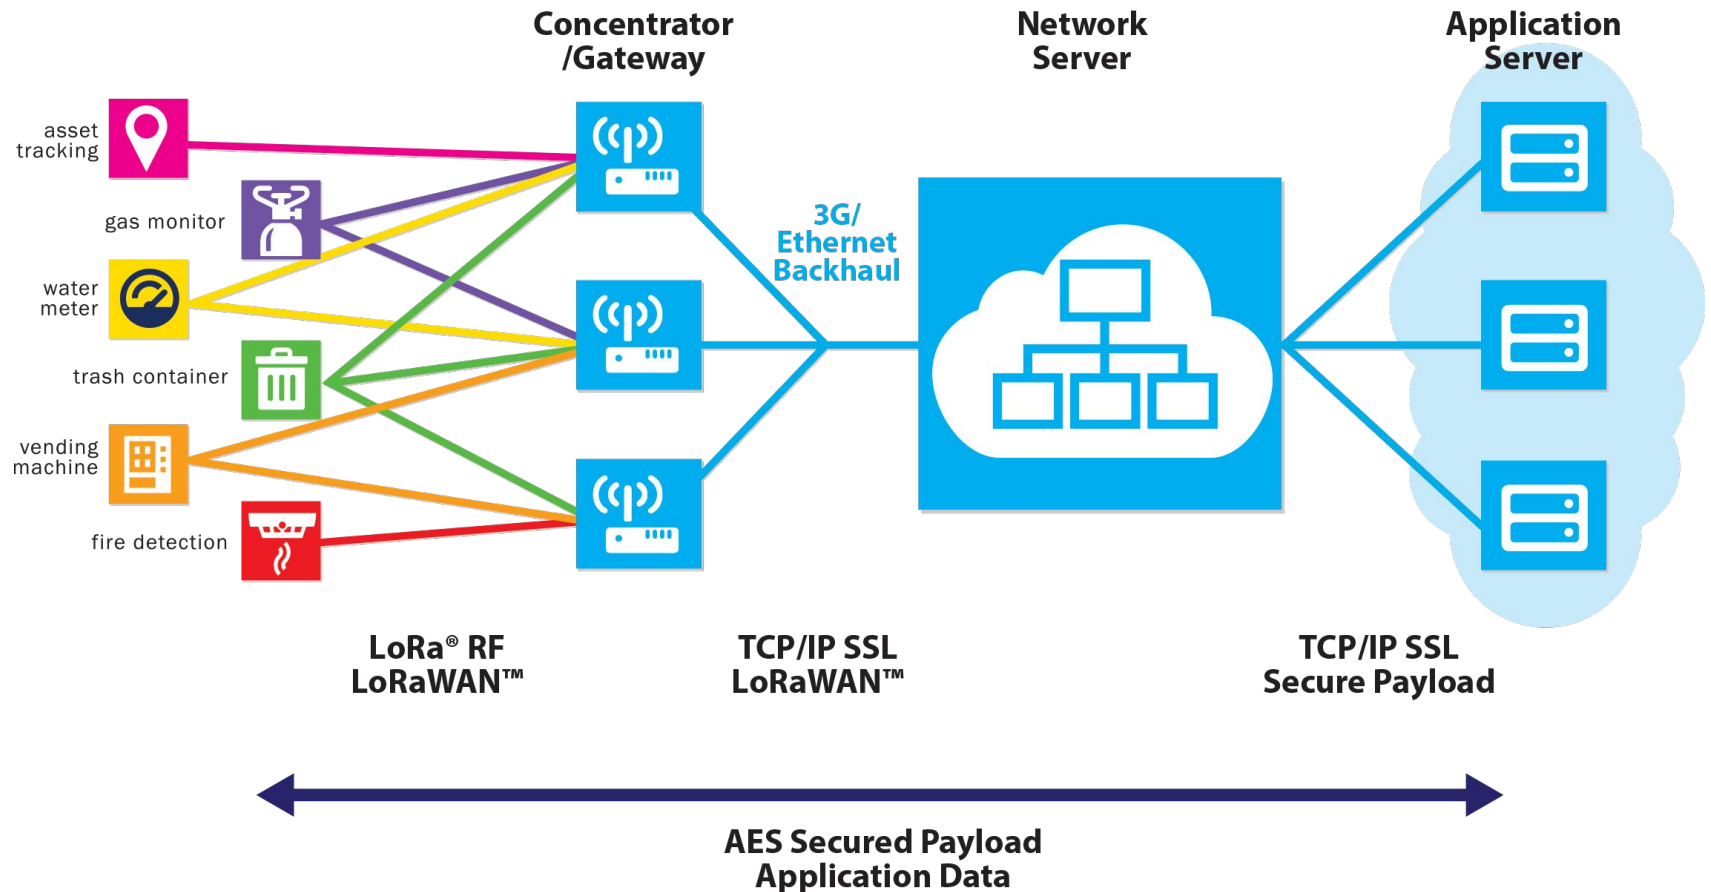 Concentrator
/Gateway
Network
Server
Application
Server
asset
tracking
gas monitor
water
meter
trash container
vending
machine
fire detection
3G/
Ethernet
Backhaul
LoRa® RF
LoRaWAN™
TCP/IP SSL
LoRaWAN™
TCP/IP SSL
Secure Payload
AES Secured Payload
Application Data